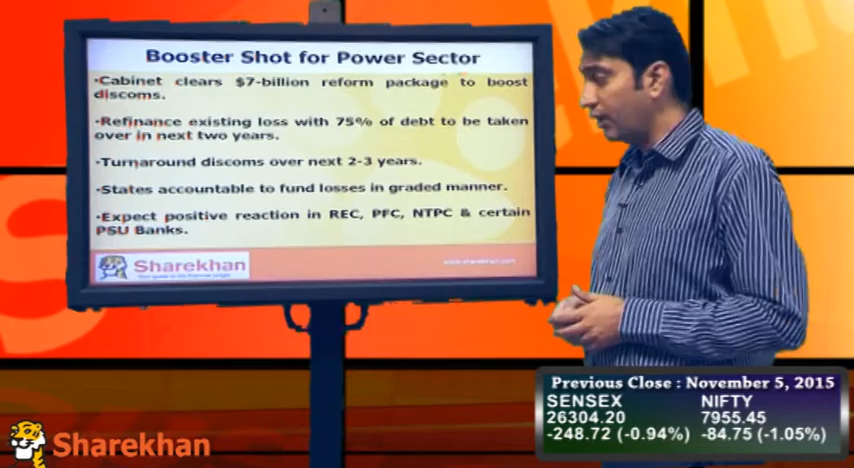 Booster Shot for Power Sector
•Cabinet clears $7-billion reform package to boost
discoms.
•Refinance existing loss with 75% of debt to be taken
over in next two years.
•Turnaround discoms over next 2-3 years.
•States accountable to fund losses in graded manner.
•Expect positive reaction in REC, PFC, NTPC & certain
PSU Banks.
Sharekhan
www.sharekhan.com
Previous Close : November 5, 2015
SENSEX NIFTY
26304.20 7955.45
-248.72 (-0.94%) -84.75 (-1.05%)
Sharekhan